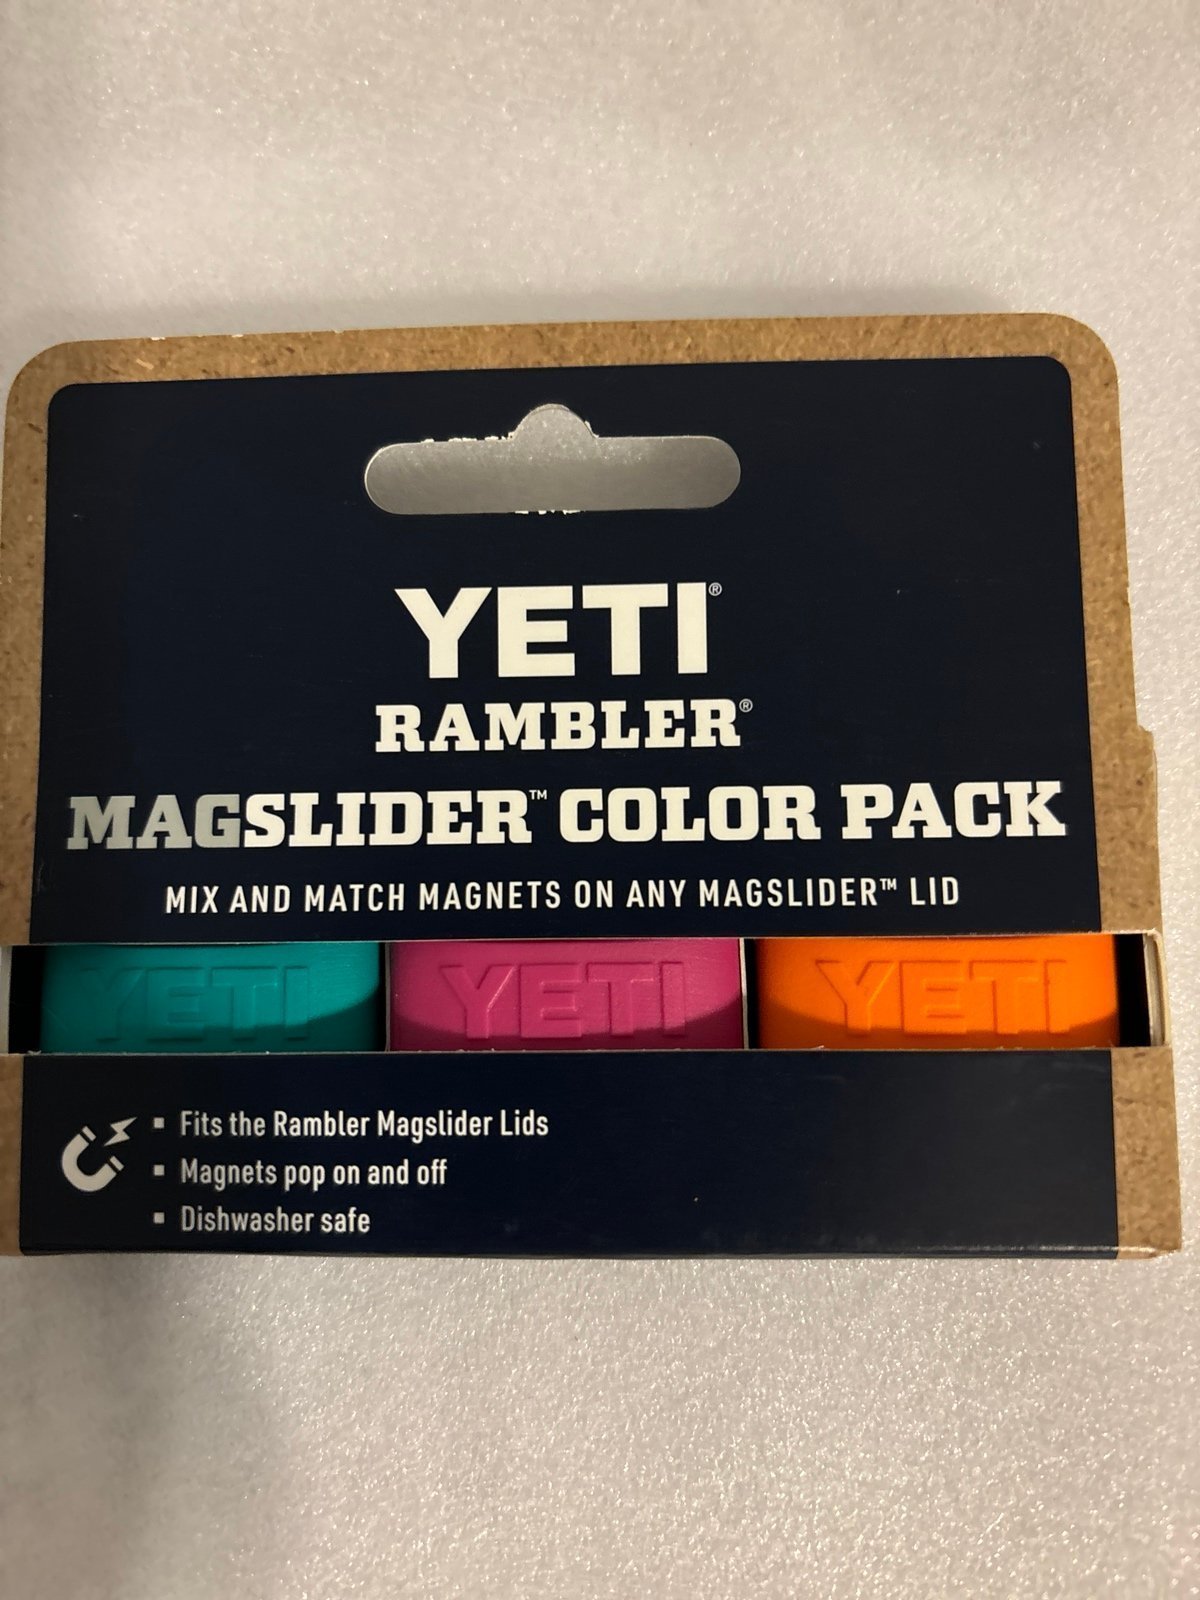 YETI®
RAMBLER®
MAGSLIDER™ COLOR PACK
MIX AND MATCH MAGNETS ON ANY MAGSLIDER™ LID
YETI YETI YETI
▪ Fits the Rambler Magslider Lids
▪ Magnets pop on and off
▪ Dishwasher safe